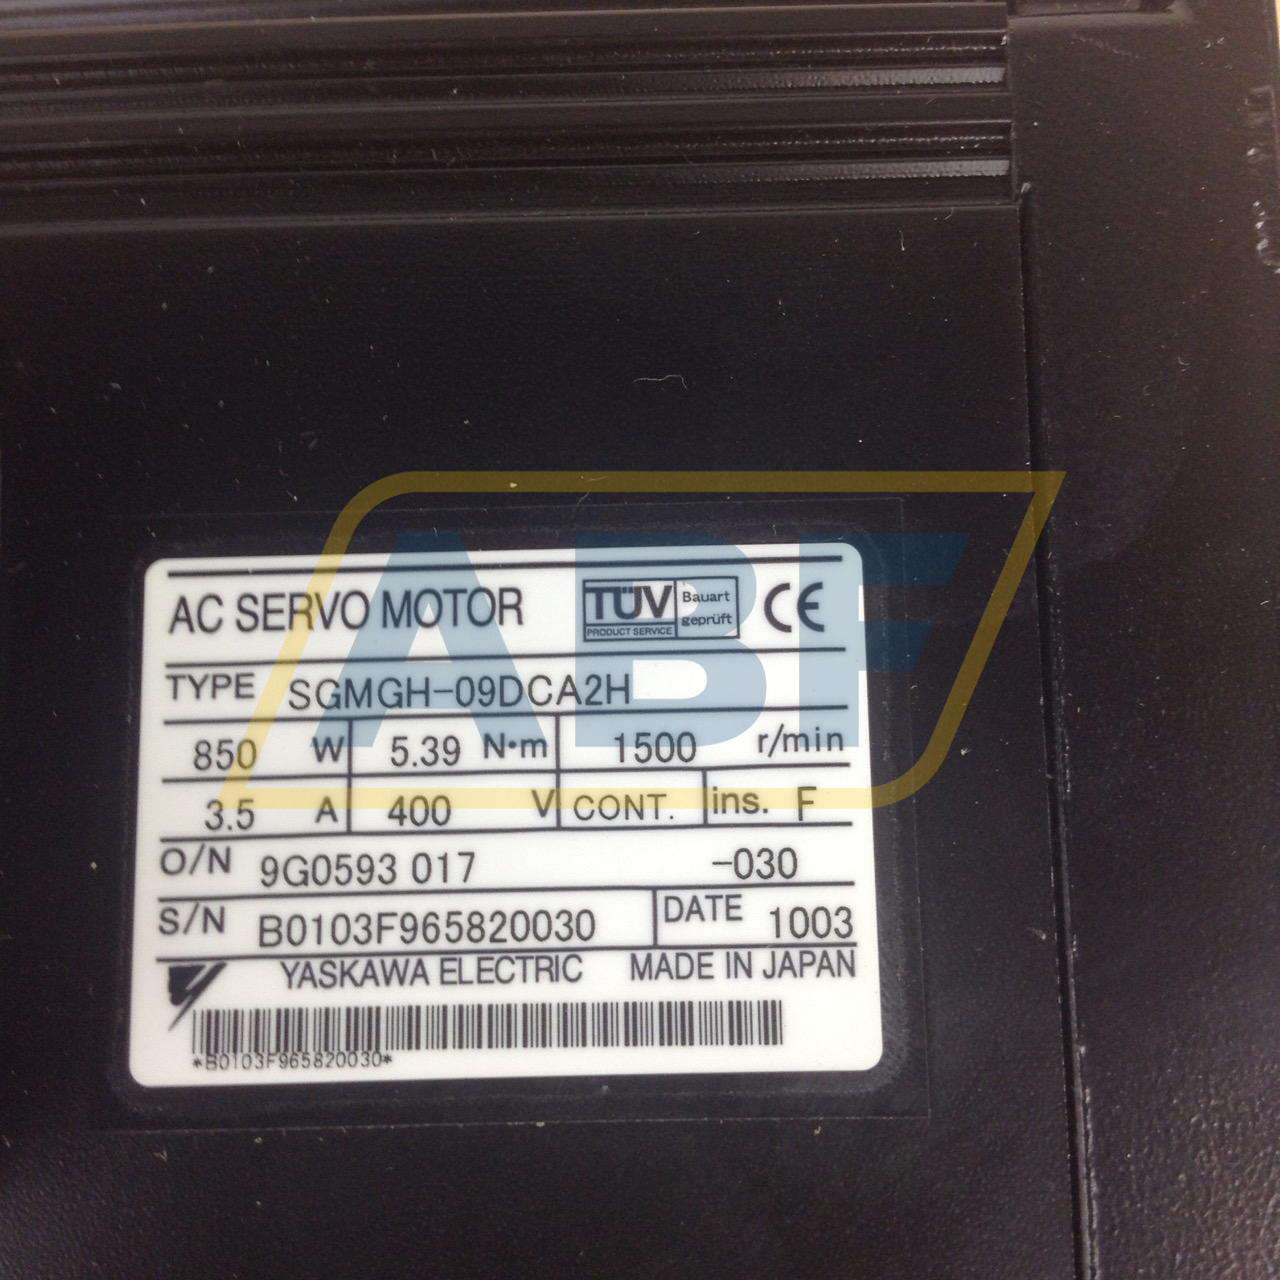 AC SERVO MOTOR TÜV PRODUCT SERVICE Bauart geprüft CE
TYPE SGMGH-09DCA2H
850 W 5.39 N·m 1500 r/min
3.5 A 400 V CONT. ins. F
O/N 9G0593 017 -030
S/N B0103F965820030 DATE 1003
YASKAWA ELECTRIC MADE IN JAPAN
*B0103F965820030*
ABF